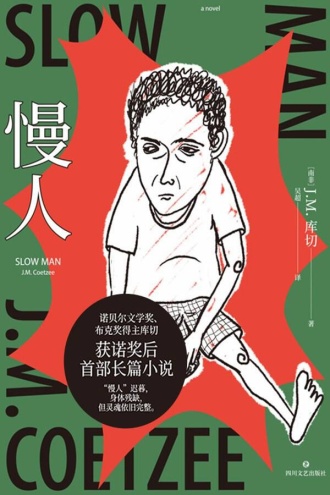 SLOW
a novel
MAN
慢人
SLOW MAN
J.M. Coetzee
[南非] J.M. 库切 著
吴超 译
诺贝尔文学奖、
布克奖得主库切
获诺奖后
首部长篇小说
“慢人”迟暮,
身体残缺,
但灵魂依旧完整。
J.M.
COETZEE
四川文艺出版社